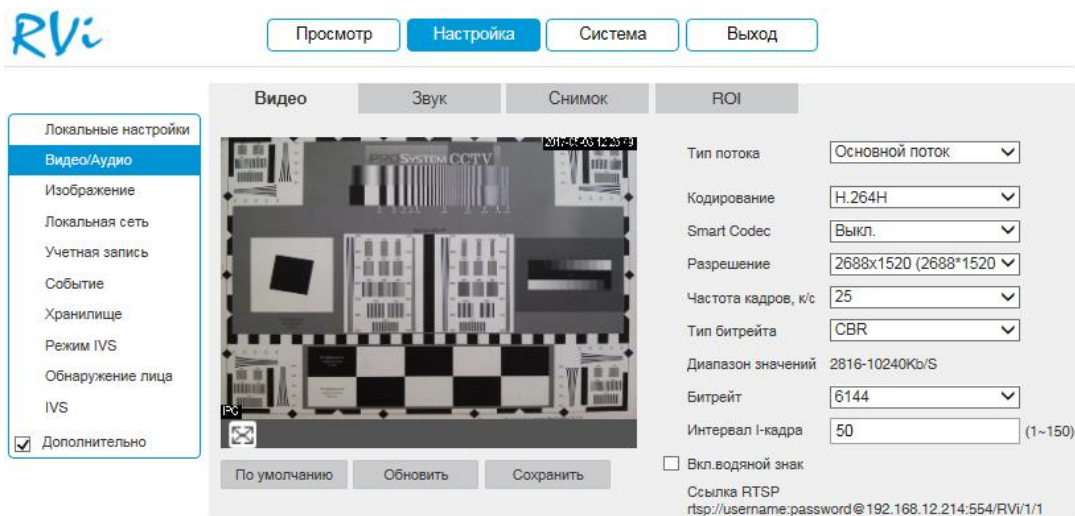 RVi
Просмотр Настройка Система Выход
Видео Звук Снимок ROI
Локальные настройки
Видео/Аудио
Изображение
Локальная сеть
Учетная запись
Событие
Хранилище
Режим IVS
Обнаружение лица
IVS
Дополнительно
SYSTEM CCTV
IPC
По умолчанию Обновить Сохранить
Тип потока Основной поток
Кодирование H.264H
Smart Codec Выкл.
Разрешение 2688x1520 (2688*1520
Частота кадров, к/с 25
Тип битрейта CBR
Диапазон значений 2816-10240Kb/S
Битрейт 6144
Интервал I-кадра 50 (1~150)
Вкл.водяной знак
Ссылка RTSP
rtsp://username:password@192.168.12.214:554/RVi/1/1